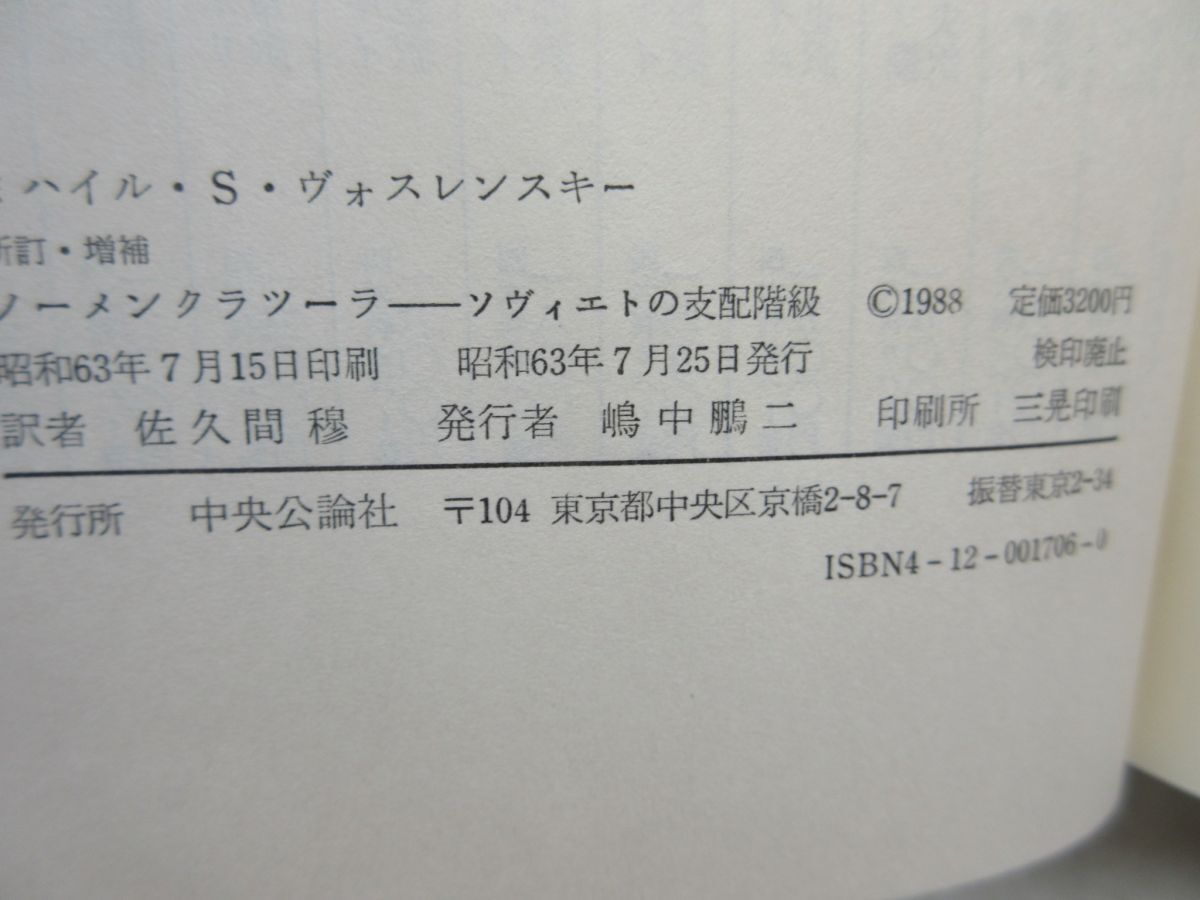 ミハイル・S・ヴォスレンスキー
新訂・増補
ノーメンクラツーラ――ソヴィエトの支配階級 ©1988 定価3200円
昭和63年7月15日印刷 昭和63年7月25日発行 検印廃止
訳者 佐久間穆 発行者 嶋中鵬二 印刷所 三晃印刷
発行所 中央公論社 〒104 東京都中央区京橋2-8-7 振替東京2-34
ISBN4-12-001706-0